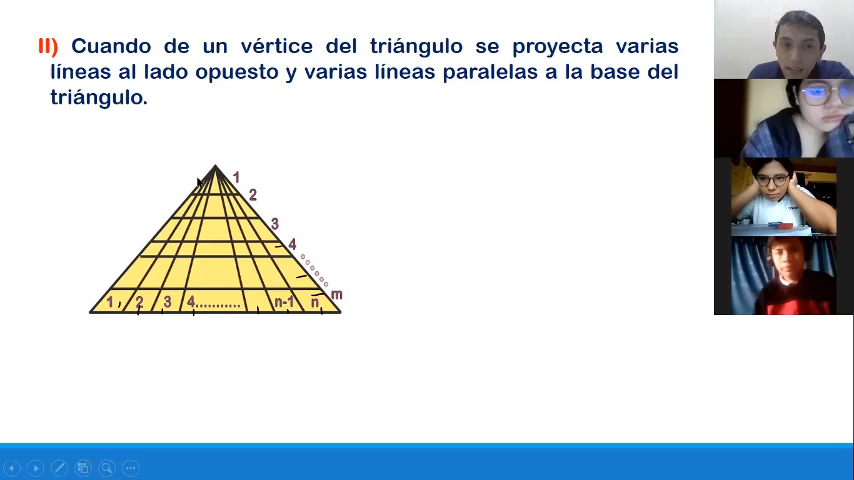 II) Cuando de un vértice del triángulo se proyecta varias
líneas al lado opuesto y varias líneas paralelas a la base del
triángulo.
1
2
3
4
m
1 2 3 4........... n-1 n